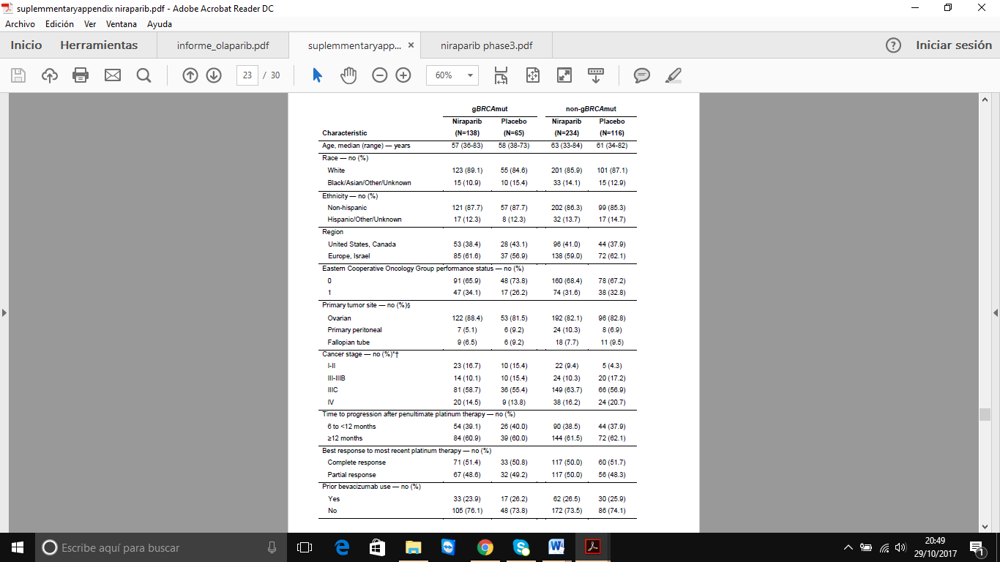 suplemmentaryappendix niraparib.pdf - Adobe Acrobat Reader DC
Archivo Edición Ver Ventana Ayuda
Inicio Herramientas informe_olaparib.pdf suplemmentaryapp... × niraparib phase3.pdf ? Iniciar sesión
23 / 30 60%
gBRCAmut non-gBRCAmut
Niraparib Placebo Niraparib Placebo
Characteristic (N=138) (N=65) (N=234) (N=116)
Age, median (range) — years 57 (36-83) 58 (38-73) 63 (33-84) 61 (34-82)
Race — no (%)
White 123 (89.1) 55 (84.6) 201 (85.9) 101 (87.1)
Black/Asian/Other/Unknown 15 (10.9) 10 (15.4) 33 (14.1) 15 (12.9)
Ethnicity — no (%)
Non-hispanic 121 (87.7) 57 (87.7) 202 (86.3) 99 (85.3)
Hispanic/Other/Unknown 17 (12.3) 8 (12.3) 32 (13.7) 17 (14.7)
Region
United States, Canada 53 (38.4) 28 (43.1) 96 (41.0) 44 (37.9)
Europe, Israel 85 (61.6) 37 (56.9) 138 (59.0) 72 (62.1)
Eastern Cooperative Oncology Group performance status — no (%)
0 91 (65.9) 48 (73.8) 160 (68.4) 78 (67.2)
1 47 (34.1) 17 (26.2) 74 (31.6) 38 (32.8)
Primary tumor site — no (%)§
Ovarian 122 (88.4) 53 (81.5) 192 (82.1) 96 (82.8)
Primary peritoneal 7 (5.1) 6 (9.2) 24 (10.3) 8 (6.9)
Fallopian tube 9 (6.5) 6 (9.2) 18 (7.7) 11 (9.5)
Cancer stage — no (%)*†
I-II 23 (16.7) 10 (15.4) 22 (9.4) 5 (4.3)
III-IIIB 14 (10.1) 10 (15.4) 24 (10.3) 20 (17.2)
IIIC 81 (58.7) 36 (55.4) 149 (63.7) 66 (56.9)
IV 20 (14.5) 9 (13.8) 38 (16.2) 24 (20.7)
Time to progression after penultimate platinum therapy — no (%)
6 to <12 months 54 (39.1) 26 (40.0) 90 (38.5) 44 (37.9)
≥12 months 84 (60.9) 39 (60.0) 144 (61.5) 72 (62.1)
Best response to most recent platinum therapy — no (%)
Complete response 71 (51.4) 33 (50.8) 117 (50.0) 60 (51.7)
Partial response 67 (48.6) 32 (49.2) 117 (50.0) 56 (48.3)
Prior bevacizumab use — no (%)
Yes 33 (23.9) 17 (26.2) 62 (26.5) 30 (25.9)
No 105 (76.1) 48 (73.8) 172 (73.5) 86 (74.1)
Escribe aquí para buscar
20:49
29/10/2017
1